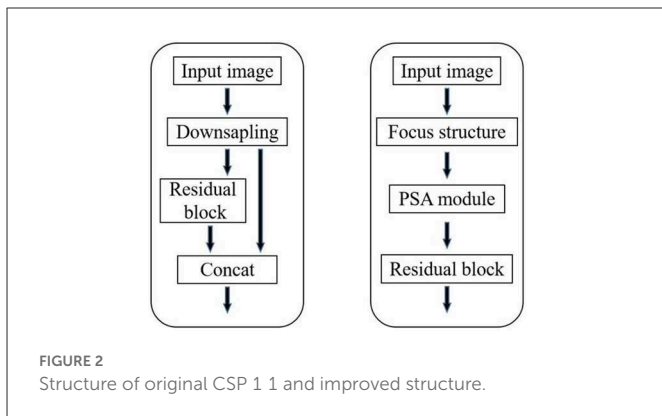 Input image
Downsapling
Residual
block
Concat
Input image
Focus structure
PSA module
Residual block
FIGURE 2
Structure of original CSP 1 1 and improved structure.